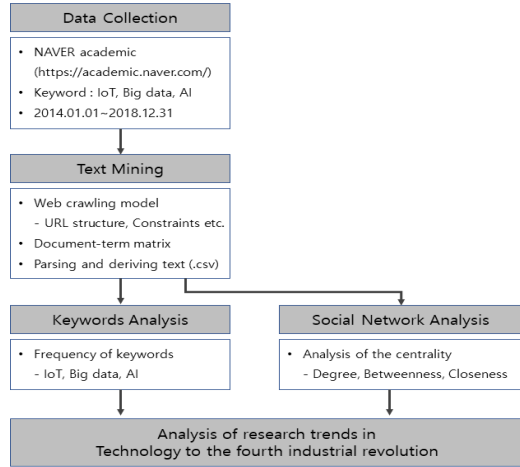 Data Collection
• NAVER academic
(https://academic.naver.com/)
• Keyword : IoT, Big data, AI
• 2014.01.01~2018.12.31
Text Mining
• Web crawling model
- URL structure, Constraints etc.
• Document-term matrix
• Parsing and deriving text (.csv)
Keywords Analysis
• Frequency of keywords
- IoT, Big data, AI
Social Network Analysis
• Analysis of the centrality
- Degree, Betweenness, Closeness
Analysis of research trends in
Technology to the fourth industrial revolution